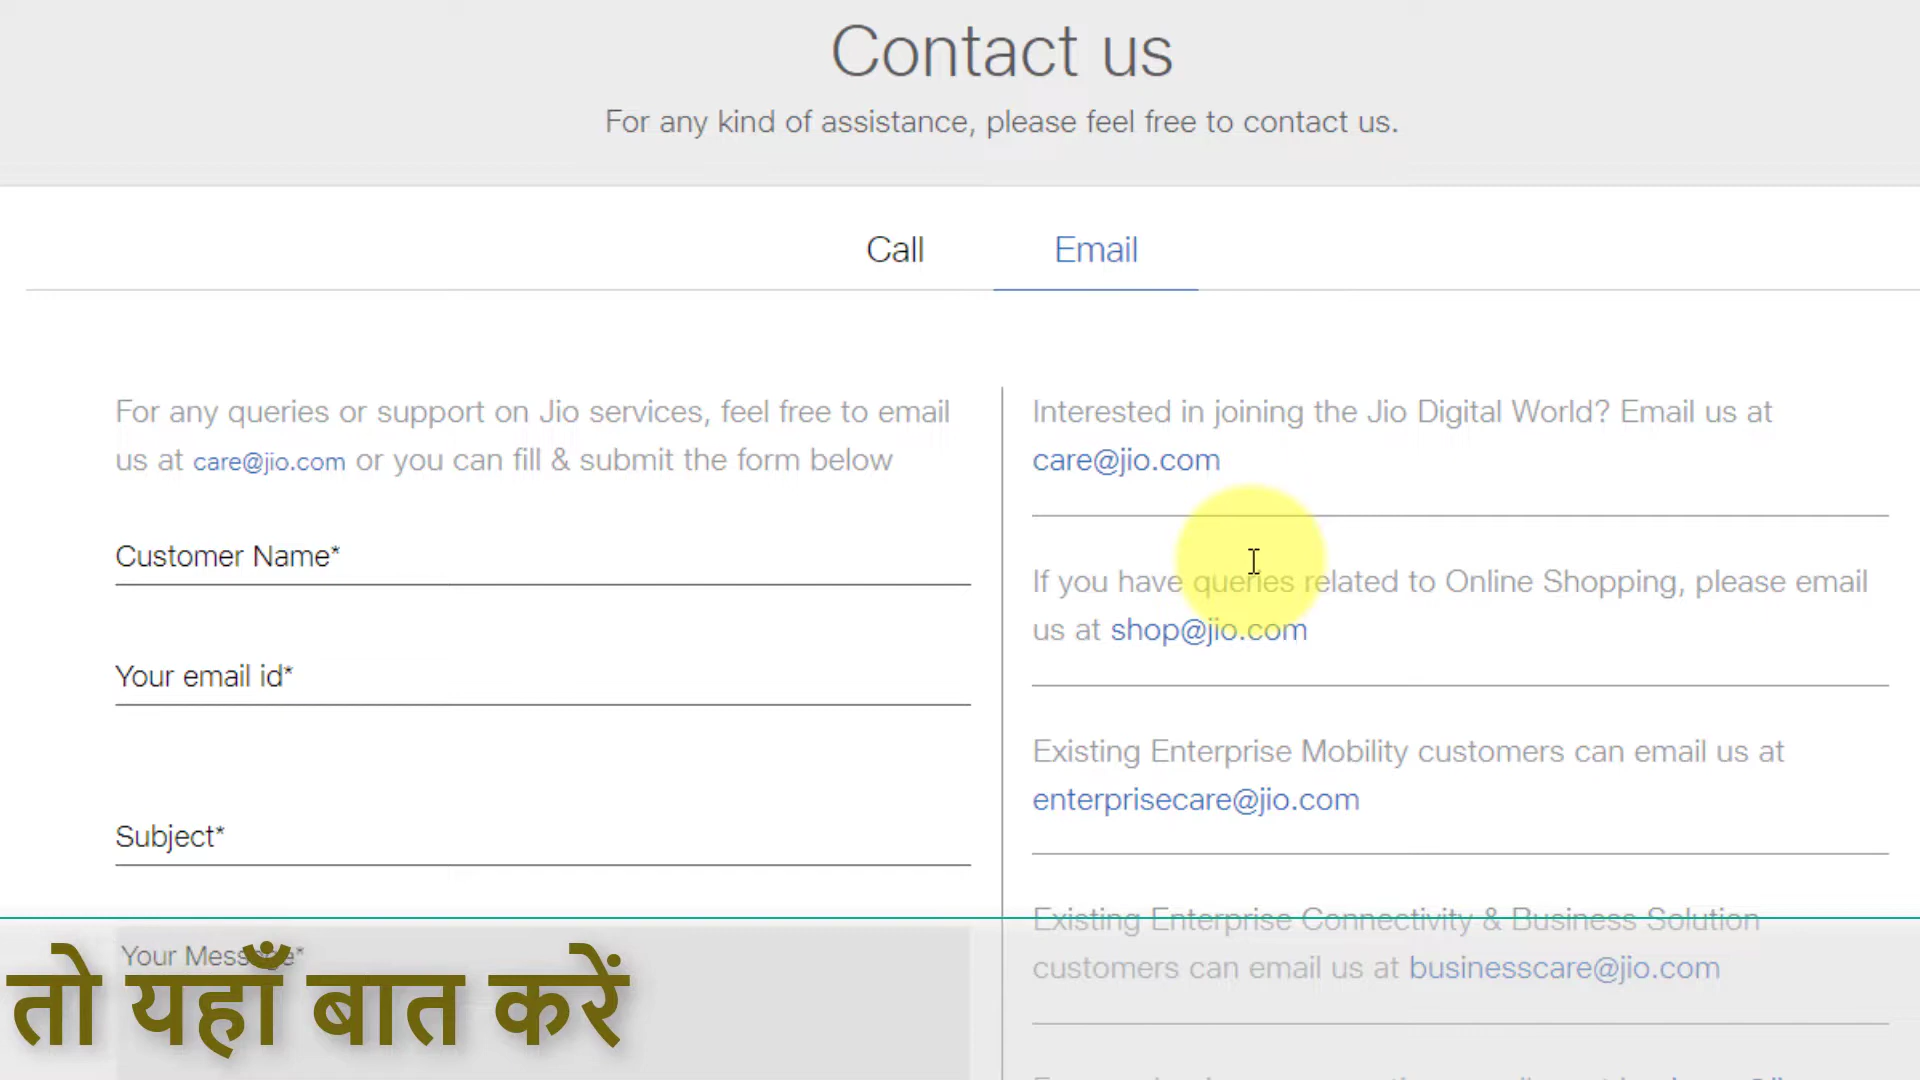 Contact us
For any kind of assistance, please feel free to contact us.
Call
Email
For any queries or support on Jio services, feel free to email
us at care@jio.com or you can fill & submit the form below
Customer Name*
Your email id*
Subject*
Your Message*
Interested in joining the Jio Digital World? Email us at
care@jio.com
If you have queries related to Online Shopping, please email
us at shop@jio.com
Existing Enterprise Mobility customers can email us at
enterprisecare@jio.com
Existing Enterprise Connectivity & Business Solution
customers can email us at businesscare@jio.com
तो यहाँ बात करें